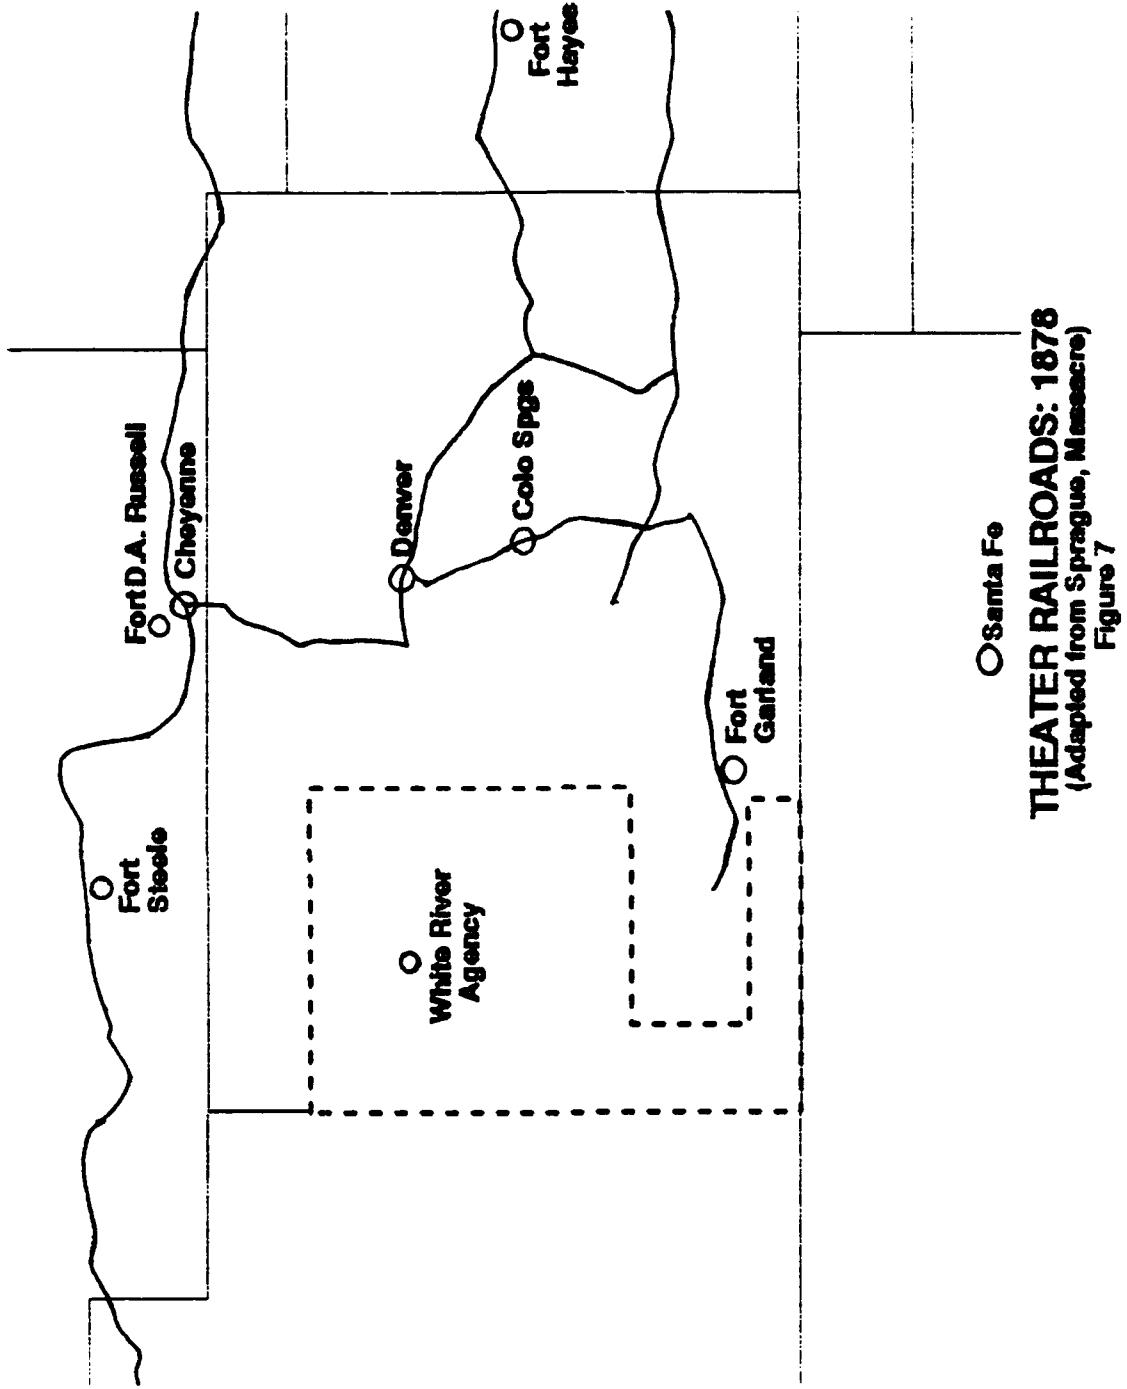 Fort
Steele
Fort D.A. Russell
Cheyenne
White River
Agency
Denver
Colo Spgs
Fort
Hayes
Fort
Garland
Santa Fe
THEATER RAILROADS: 1878
(Adapted from Sprague, Massacre)
Figure 7